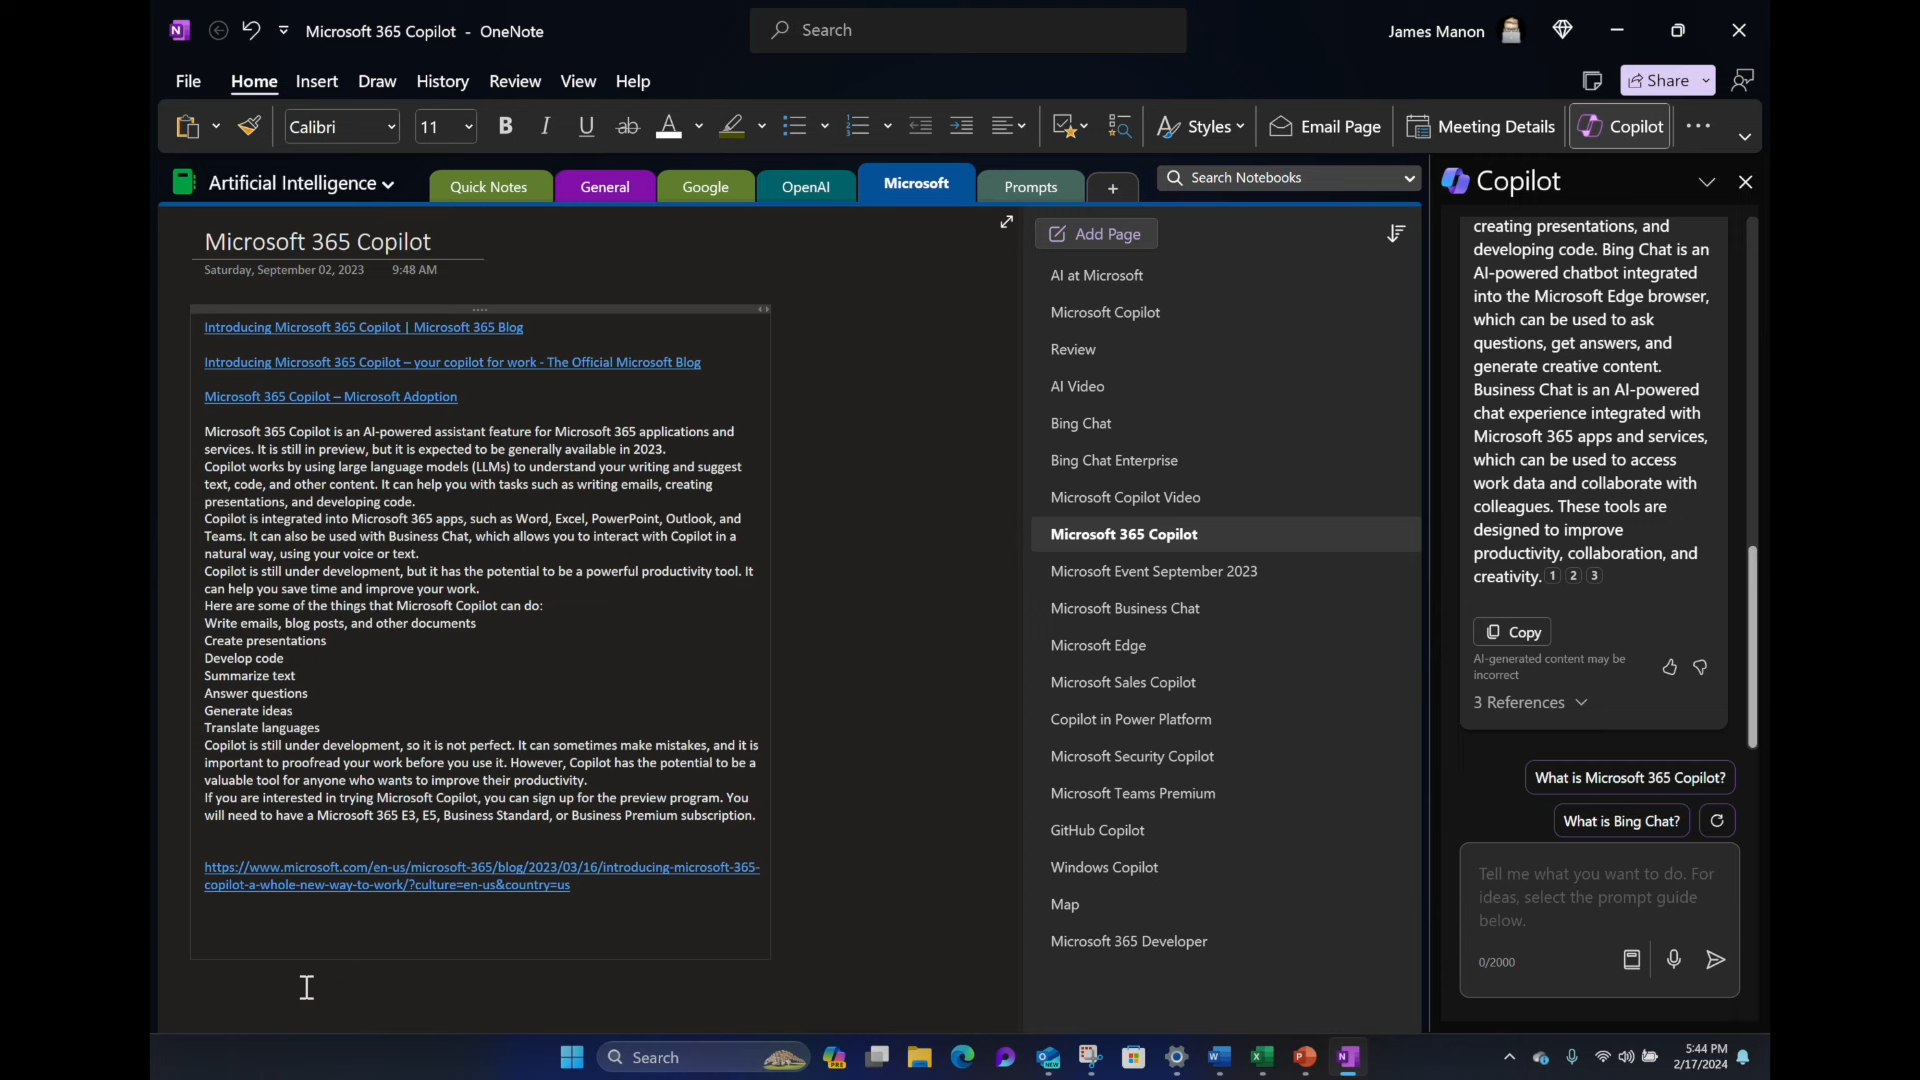 Microsoft 365 Copilot - OneNote
Search
James Manon
File Home Insert Draw History Review View Help
Share
Calibri 11 B I U ab A
Styles
Email Page
Meeting Details
Copilot
Artificial Intelligence
Quick Notes General Google OpenAI Microsoft Prompts +
Search Notebooks
Microsoft 365 Copilot
Saturday, September 02, 2023 9:48 AM
Introducing Microsoft 365 Copilot | Microsoft 365 Blog
Introducing Microsoft 365 Copilot – your copilot for work - The Official Microsoft Blog
Microsoft 365 Copilot – Microsoft Adoption
Microsoft 365 Copilot is an AI-powered assistant feature for Microsoft 365 applications and
services. It is still in preview, but it is expected to be generally available in 2023.
Copilot works by using large language models (LLMs) to understand your writing and suggest
text, code, and other content. It can help you with tasks such as writing emails, creating
presentations, and developing code.
Copilot is integrated into Microsoft 365 apps, such as Word, Excel, PowerPoint, Outlook, and
Teams. It can also be used with Business Chat, which allows you to interact with Copilot in a
natural way, using your voice or text.
Copilot is still under development, but it has the potential to be a powerful productivity tool. It
can help you save time and improve your work.
Here are some of the things that Microsoft Copilot can do:
Write emails, blog posts, and other documents
Create presentations
Develop code
Summarize text
Answer questions
Generate ideas
Translate languages
Copilot is still under development, so it is not perfect. It can sometimes make mistakes, and it is
important to proofread your work before you use it. However, Copilot has the potential to be a
valuable tool for anyone who wants to improve their productivity.
If you are interested in trying Microsoft Copilot, you can sign up for the preview program. You
will need to have a Microsoft 365 E3, E5, Business Standard, or Business Premium subscription.
https://www.microsoft.com/en-us/microsoft-365/blog/2023/03/16/introducing-microsoft-365-
copilot-a-whole-new-way-to-work/?culture=en-us&country=us
Add Page
AI at Microsoft
Microsoft Copilot
Review
AI Video
Bing Chat
Bing Chat Enterprise
Microsoft Copilot Video
Microsoft 365 Copilot
Microsoft Event September 2023
Microsoft Business Chat
Microsoft Edge
Microsoft Sales Copilot
Copilot in Power Platform
Microsoft Security Copilot
Microsoft Teams Premium
GitHub Copilot
Windows Copilot
Map
Microsoft 365 Developer
Copilot
creating presentations, and
developing code. Bing Chat is an
AI-powered chatbot integrated
into the Microsoft Edge browser,
which can be used to ask
questions, get answers, and
generate creative content.
Business Chat is an AI-powered
chat experience integrated with
Microsoft 365 apps and services,
which can be used to access
work data and collaborate with
colleagues. These tools are
designed to improve
productivity, collaboration, and
creativity. 1 2 3
Copy
AI-generated content may be
incorrect
3 References
What is Microsoft 365 Copilot?
What is Bing Chat?
Tell me what you want to do. For
ideas, select the prompt guide
below.
0/2000
Search
PRE
NEW
5:44 PM
2/17/2024